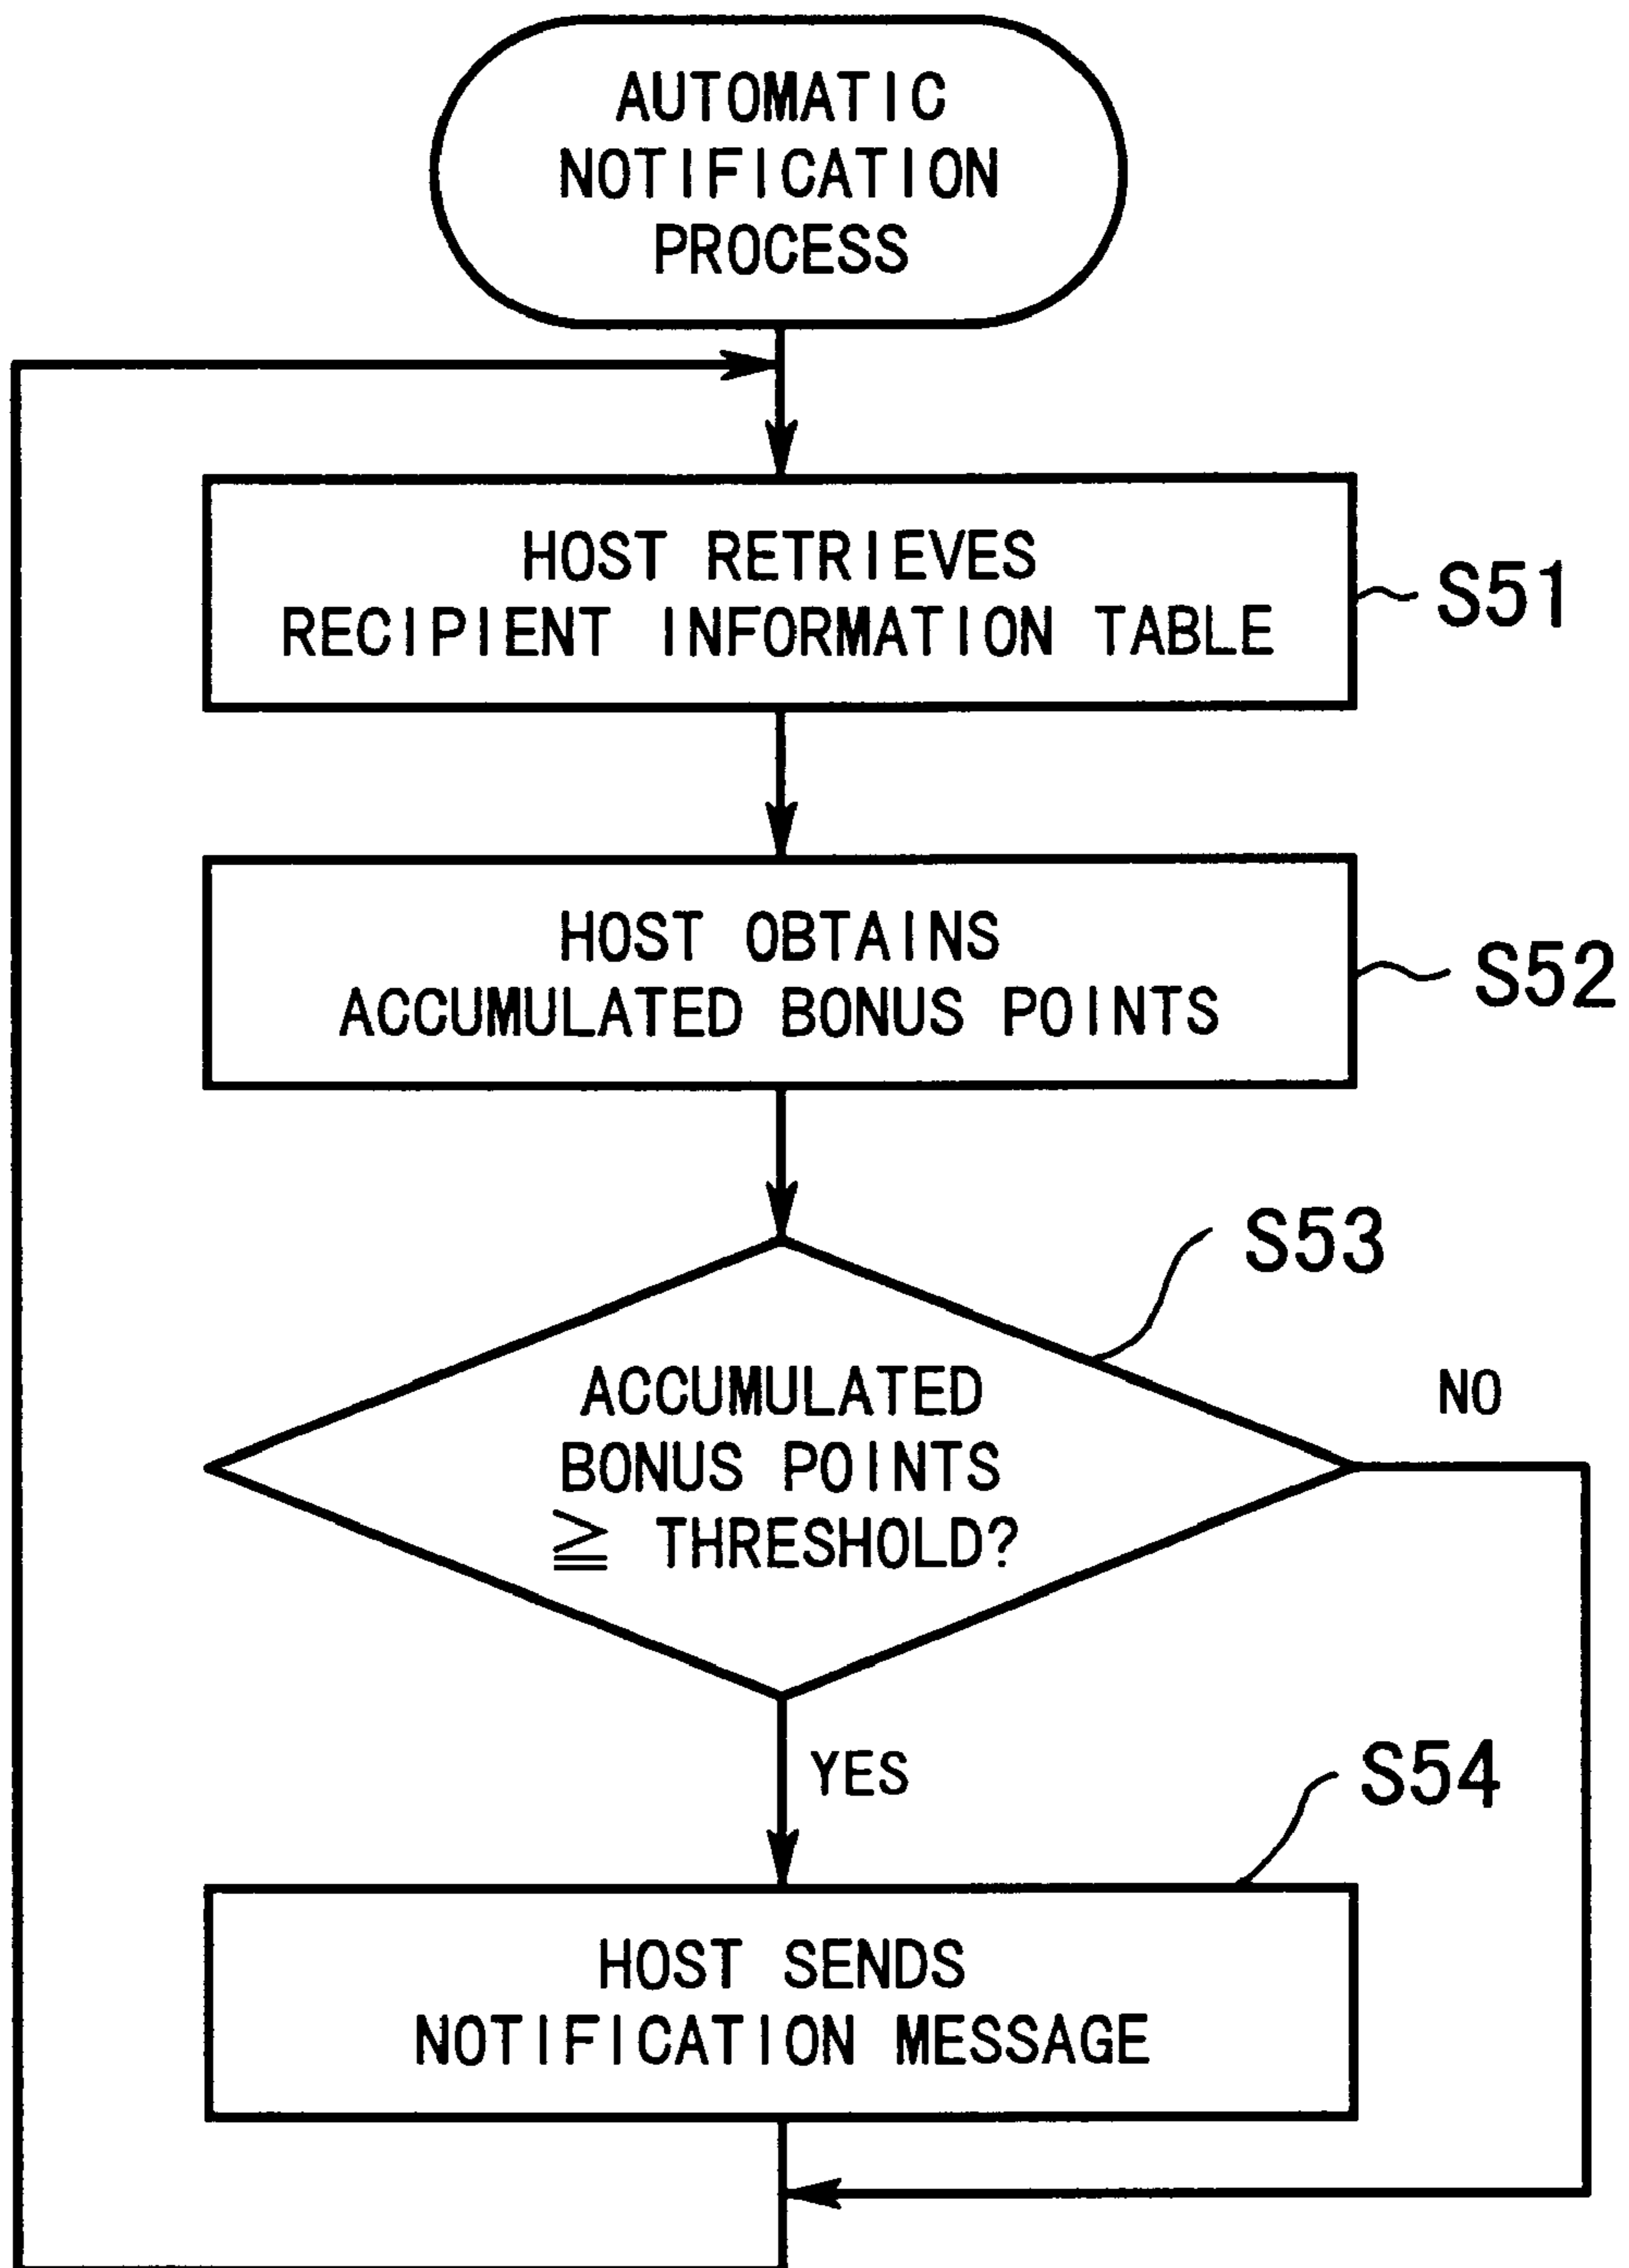 AUTOMATIC
NOTIFICATION
PROCESS
HOST RETRIEVES
RECIPIENT INFORMATION TABLE
S51
HOST OBTAINS
ACCUMULATED BONUS POINTS
S52
S53
ACCUMULATED
BONUS POINTS
≧ THRESHOLD?
NO
YES
S54
HOST SENDS
NOTIFICATION MESSAGE